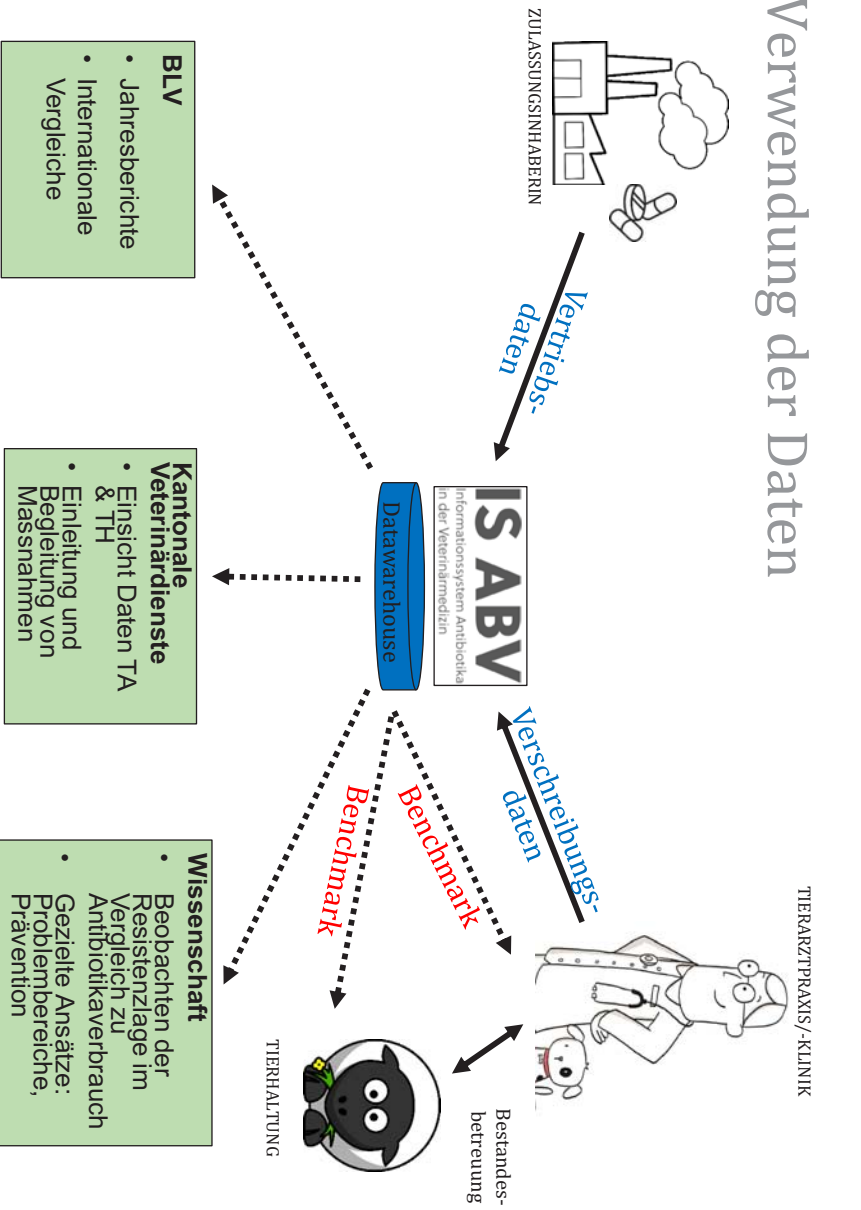 Verwendung der Daten
ZULASSUNGSINHABERIN
TIERARZTPRAXIS/-KLINIK
Vertriebs-
daten
Verschreibungs-
daten
IS ABV
Informationssystem Antibiotika
in der Veterinärmedizin
Datawarehouse
Benchmark
Benchmark
Bestandes-
betreuung
TIERHALTUNG
BLV
• Jahresberichte
• Internationale
Vergleiche
Kantonale
Veterinärdienste
• Einsicht Daten TA
& TH
• Einleitung und
Begleitung von
Massnahmen
Wissenschaft
• Beobachten der
Resistenzlage im
Vergleich zu
Antibiotikaverbrauch
• Gezielte Ansätze:
Problembereiche,
Prävention